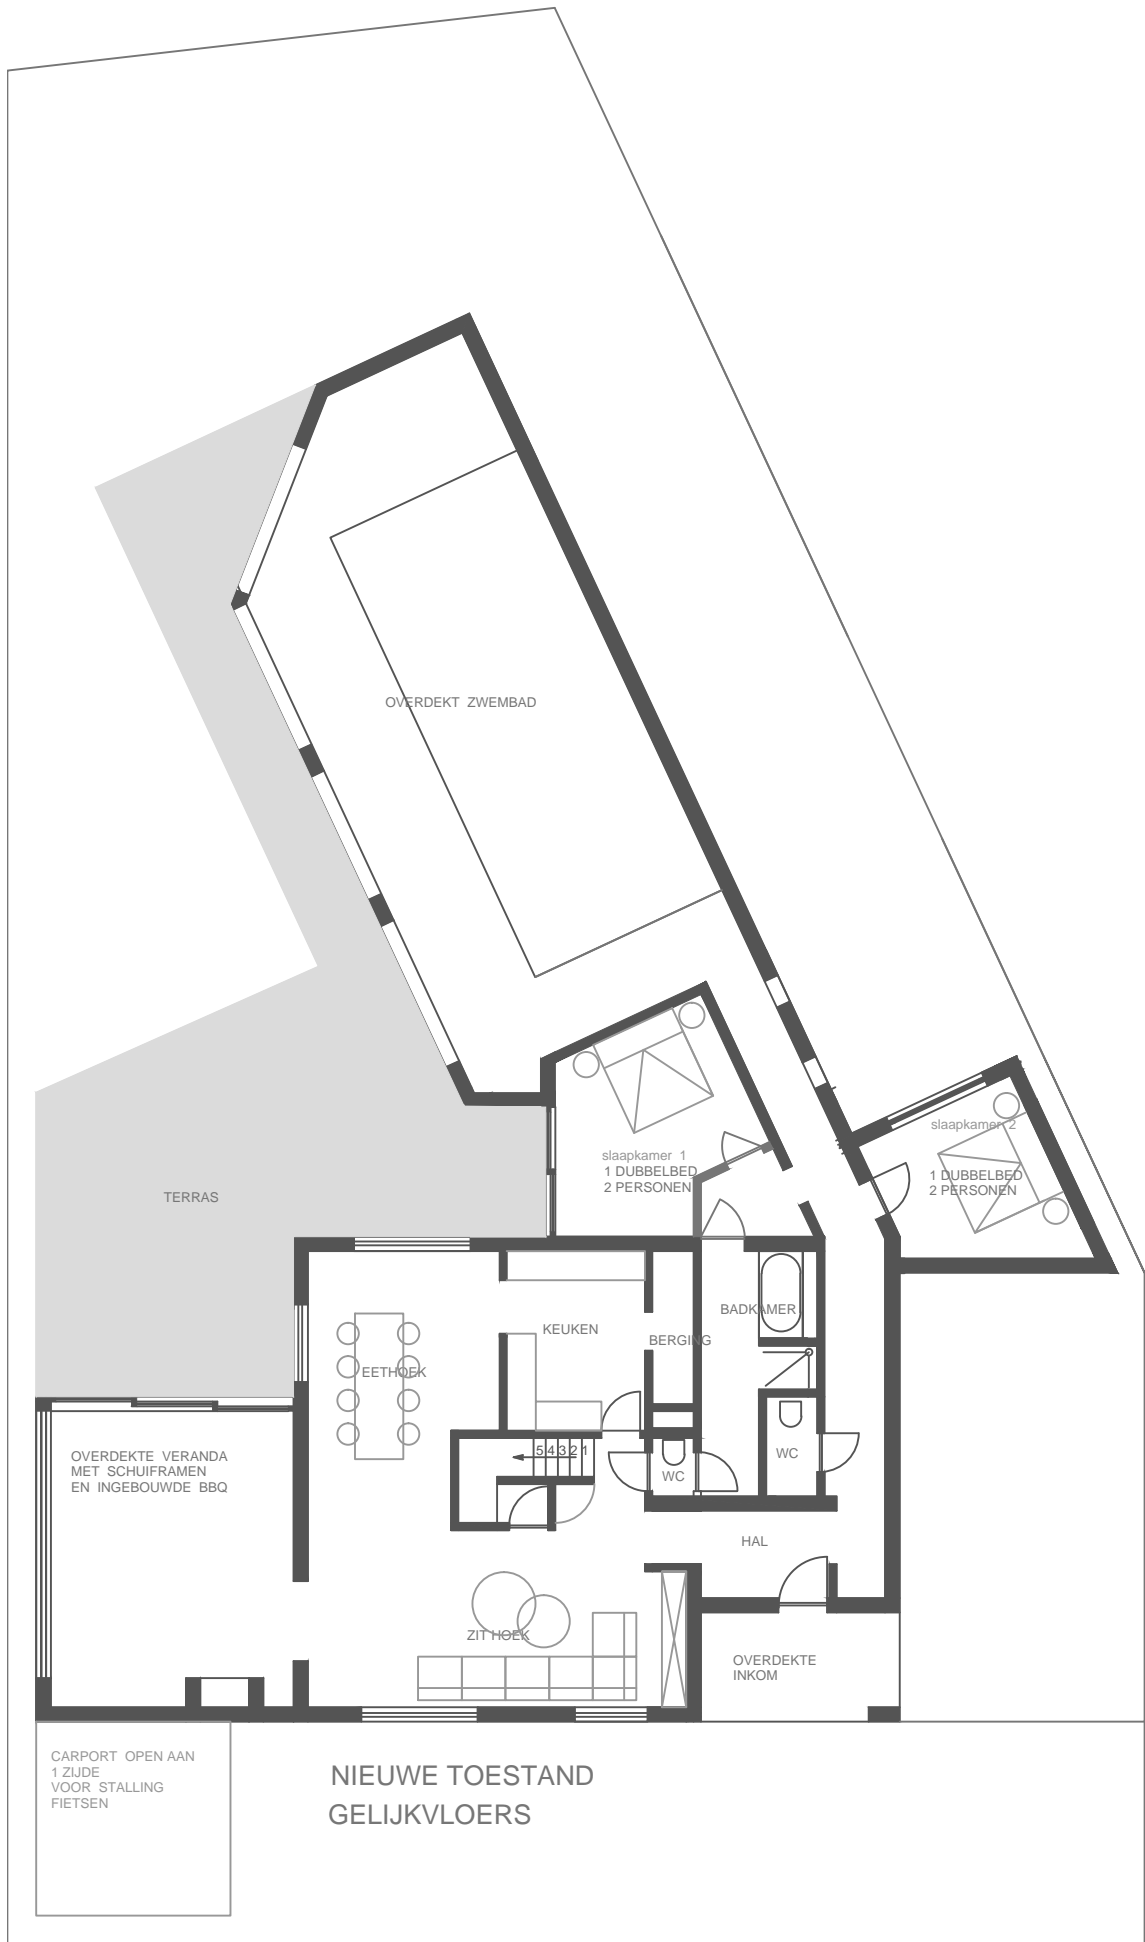 OVERDEKT ZWEMBAD
slaapkamer 2
1 DUBBELBED
2 PERSONEN
slaapkamer 1
1 DUBBELBED
2 PERSONEN
TERRAS
BADKAMER
KEUKEN
BERGING
EETHOEK
OVERDEKTE VERANDA
MET SCHUIFRAMEN
EN INGEBOUWDE BBQ
5 4 3 2 1
WC
WC
HAL
ZIT HOEK
OVERDEKTE
INKOM
CARPORT OPEN AAN
1 ZIJDE
VOOR STALLING
FIETSEN
NIEUWE TOESTAND
GELIJKVLOERS